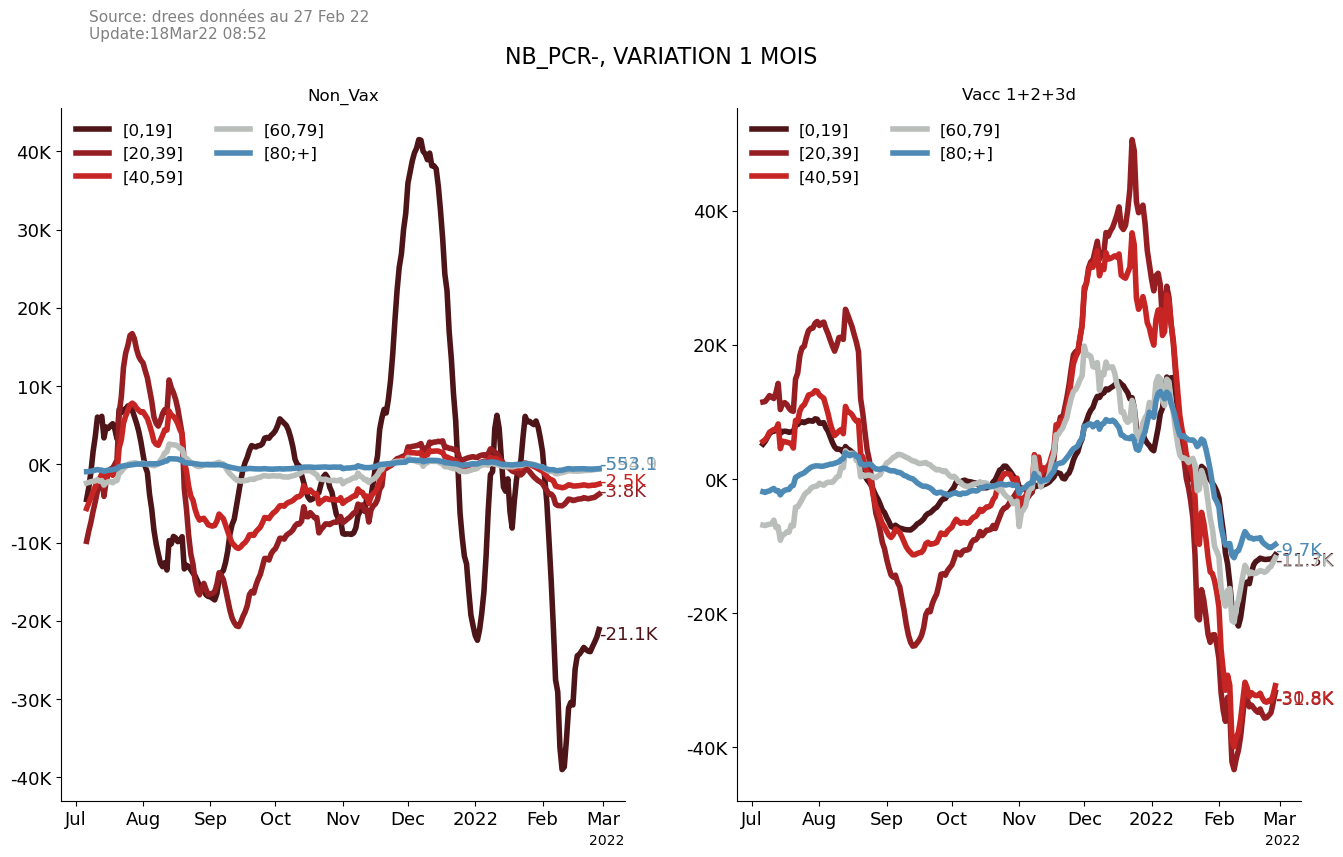 Source: drees données au 27 Feb 22
Update:18Mar22 08:52
NB_PCR-, VARIATION 1 MOIS
Non_Vax
[0,19]
[20,39]
[40,59]
[60,79]
[80;+]
40K
30K
20K
10K
0K
-10K
-20K
-30K
-40K
-2.5K
-3.8K
-21.1K
Jul Aug Sep Oct Nov Dec 2022 Feb Mar
2022
Vacc 1+2+3d
[0,19]
[20,39]
[40,59]
[60,79]
[80;+]
40K
20K
0K
-20K
-40K
-9.7K
Jul Aug Sep Oct Nov Dec 2022 Feb Mar
2022